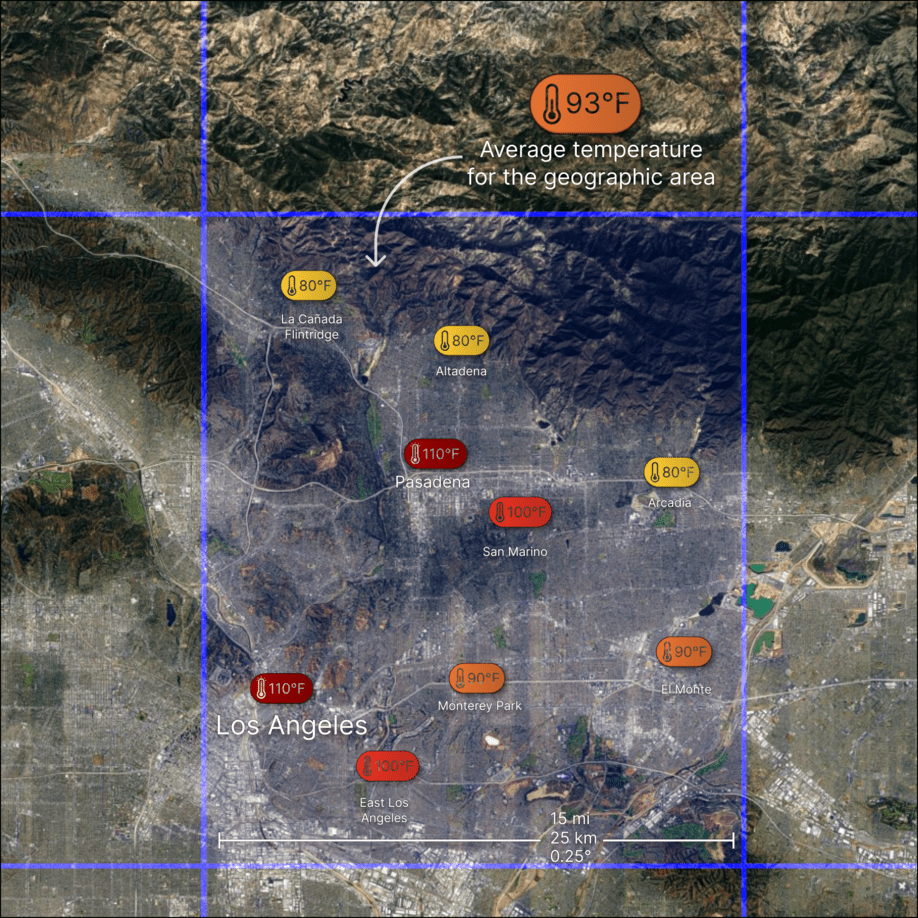 93°F
Average temperature
for the geographic area
80°F
La Cañada
Flintridge
80°F
Altadena
110°F
Pasadena
80°F
Arcadia
100°F
San Marino
90°F
El Monte
90°F
Monterey Park
110°F
Los Angeles
100°F
East Los
Angeles
15 mi
25 km
0.25°